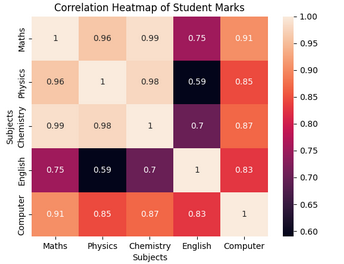 Correlation Heatmap of Student Marks
Maths 1 0.96 0.99 0.75 0.91
Physics 0.96 1 0.98 0.59 0.85
Chemistry 0.99 0.98 1 0.7 0.87
English 0.75 0.59 0.7 1 0.83
Computer 0.91 0.85 0.87 0.83 1
Subjects
Maths Physics Chemistry English Computer
Subjects
1.00
0.95
0.90
0.85
0.80
0.75
0.70
0.65
0.60